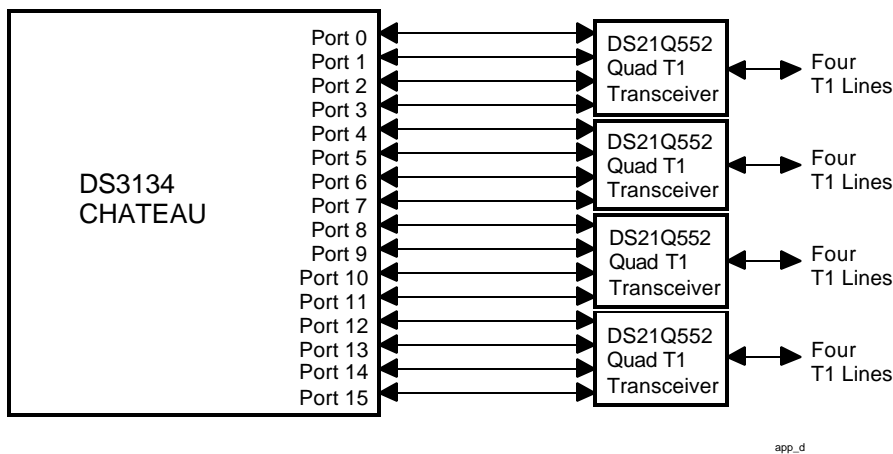 DS3134
CHATEAU
Port 0
Port 1
Port 2
Port 3
Port 4
Port 5
Port 6
Port 7
Port 8
Port 9
Port 10
Port 11
Port 12
Port 13
Port 14
Port 15
DS21Q552
Quad T1
Transceiver
Four
T1 Lines
DS21Q552
Quad T1
Transceiver
Four
T1 Lines
DS21Q552
Quad T1
Transceiver
Four
T1 Lines
DS21Q552
Quad T1
Transceiver
Four
T1 Lines
app_d